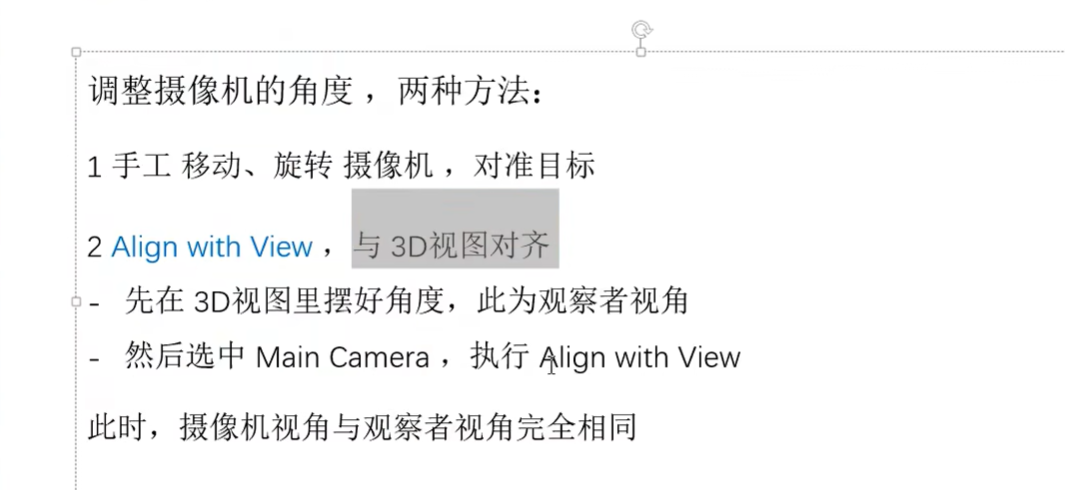 调整摄像机的角度 ，两种方法：
1 手工 移动、旋转 摄像机 ，对准目标
2 Align with View ，与 3D视图对齐
- 先在 3D视图里摆好角度，此为观察者视角
- 然后选中 Main Camera ，执行 Align with View
此时，摄像机视角与观察者视角完全相同